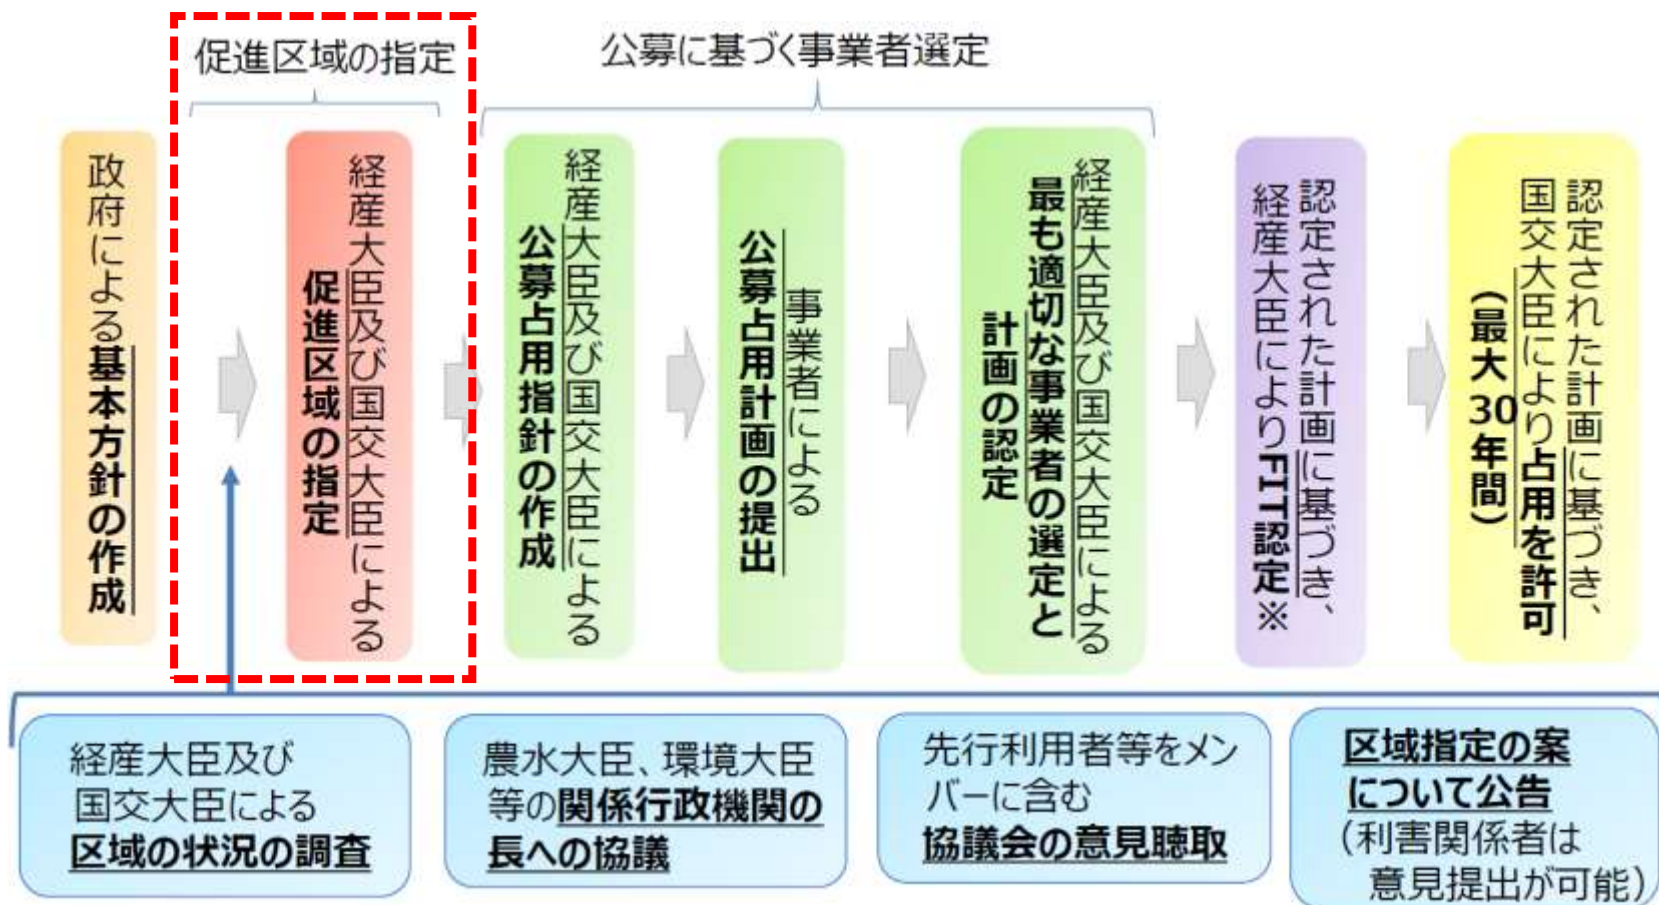 促進区域の指定
公募に基づく事業者選定
政府による基本方針の作成
経産大臣及び国交大臣による
促進区域の指定
経産大臣及び国交大臣による
公募占用指針の作成
事業者による
公募占用計画の提出
経産大臣及び国交大臣による
最も適切な事業者の選定と
計画の認定
認定された計画に基づき、
経産大臣によりFIT認定※
認定された計画に基づき、
国交大臣により占用を許可
(最大30年間)
経産大臣及び
国交大臣による
区域の状況の調査
農水大臣、環境大臣
等の関係行政機関の
長への協議
先行利用者等をメン
バーに含む
協議会の意見聴取
区域指定の案
について公告
(利害関係者は
意見提出が可能)